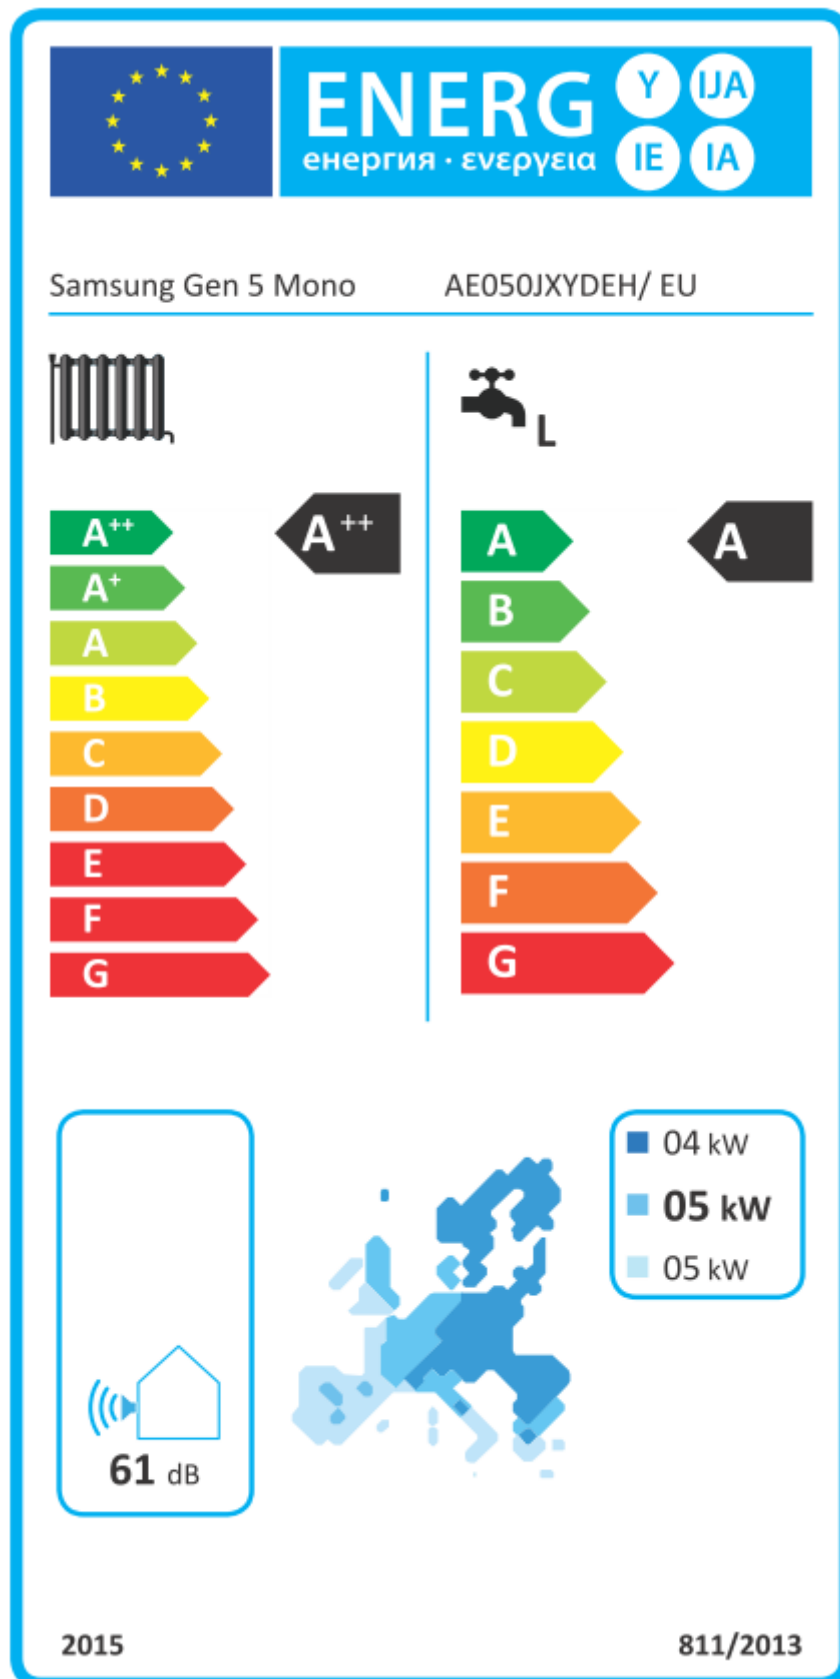 ENERG Y IJA
енергия · ενεργεια IE IA
Samsung Gen 5 Mono AE050JXYDEH/ EU
L
A++ A++
A+
A
B
C
D
E
F
G
A A
B
C
D
E
F
G
04 kW
05 kW
05 kW
61 dB
2015 811/2013